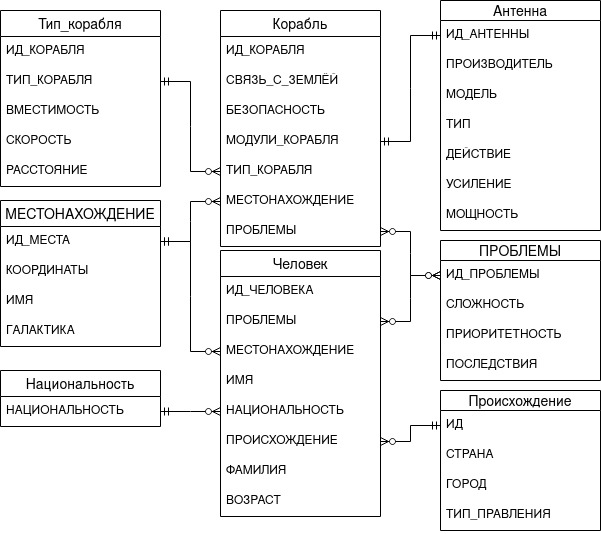 Тип_корабля
ИД_КОРАБЛЯ
ТИП_КОРАБЛЯ
ВМЕСТИМОСТЬ
СКОРОСТЬ
РАССТОЯНИЕ
МЕСТОНАХОЖДЕНИЕ
ИД_МЕСТА
КООРДИНАТЫ
ИМЯ
ГАЛАКТИКА
Национальность
НАЦИОНАЛЬНОСТЬ
Корабль
ИД_КОРАБЛЯ
СВЯЗЬ_С_ЗЕМЛЁЙ
БЕЗОПАСНОСТЬ
МОДУЛИ_КОРАБЛЯ
ТИП_КОРАБЛЯ
МЕСТОНАХОЖДЕНИЕ
ПРОБЛЕМЫ
Человек
ИД_ЧЕЛОВЕКА
ПРОБЛЕМЫ
МЕСТОНАХОЖДЕНИЕ
ИМЯ
НАЦИОНАЛЬНОСТЬ
ПРОИСХОЖДЕНИЕ
ФАМИЛИЯ
ВОЗРАСТ
Антенна
ИД_АНТЕННЫ
ПРОИЗВОДИТЕЛЬ
МОДЕЛЬ
ТИП
ДЕЙСТВИЕ
УСИЛЕНИЕ
МОЩНОСТЬ
ПРОБЛЕМЫ
ИД_ПРОБЛЕМЫ
СЛОЖНОСТЬ
ПРИОРИТЕТНОСТЬ
ПОСЛЕДСТВИЯ
Происхождение
ИД
СТРАНА
ГОРОД
ТИП_ПРАВЛЕНИЯ